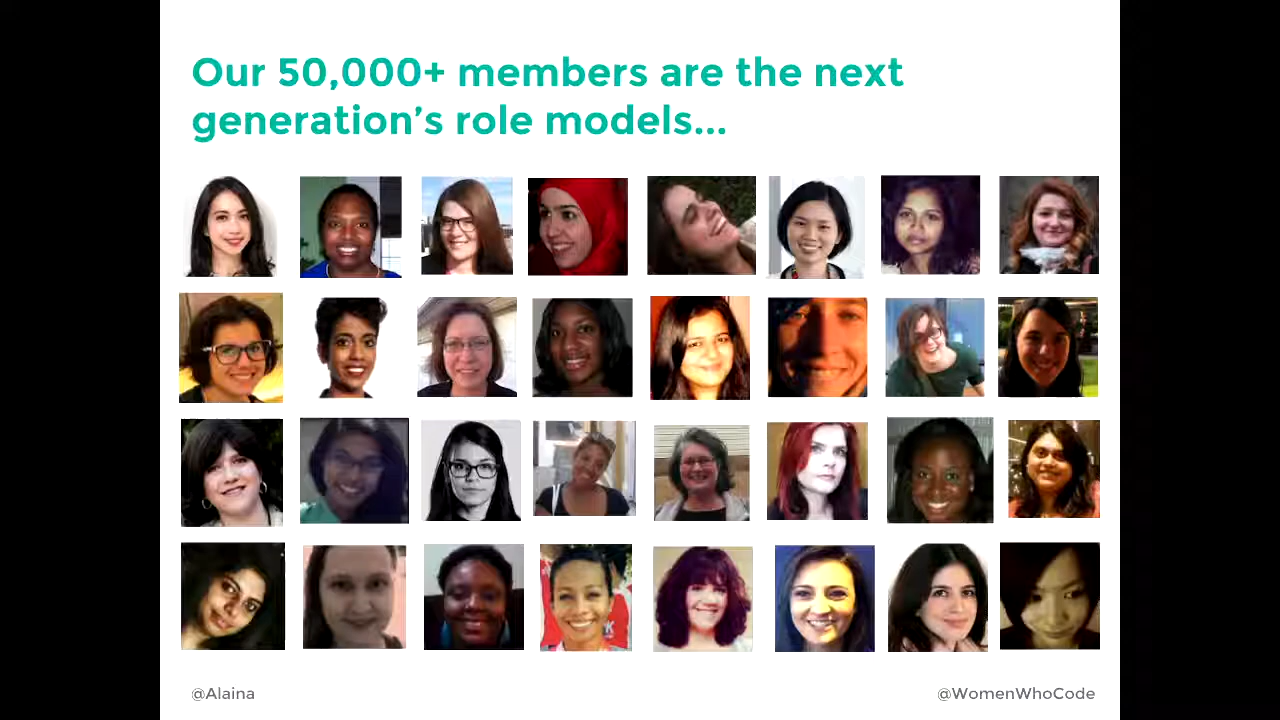 Our 50,000+ members are the next
generation's role models...
@Alaina
@WomenWhoCode